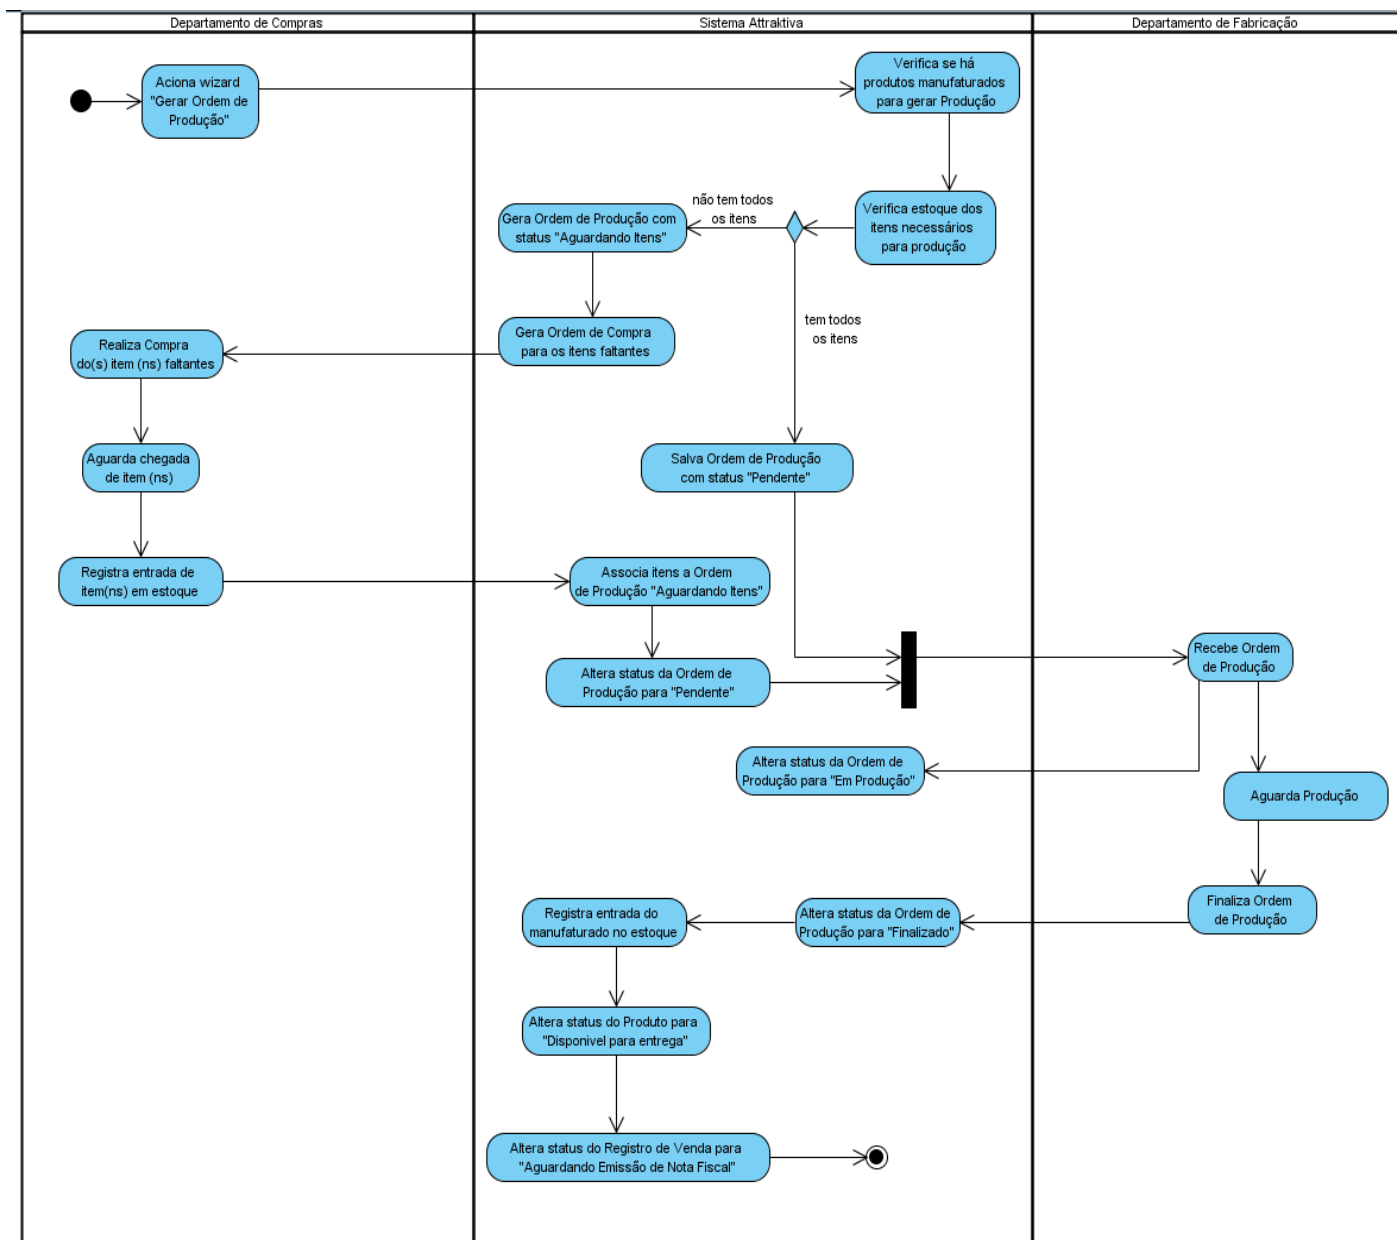 Departamento de Compras
Sistema Attraktiva
Departamento de Fabricação
Aciona wizard
"Gerar Ordem de
Produção"
Verifica se há
produtos manufaturados
para gerar Produção
Verifica estoque dos
itens necessários
para produção
não tem todos
os itens
Gera Ordem de Produção com
status "Aguardando Itens"
tem todos
os itens
Gera Ordem de Compra
para os itens faltantes
Realiza Compra
do(s) item (ns) faltantes
Aguarda chegada
de item (ns)
Salva Ordem de Produção
com status "Pendente"
Registra entrada de
item(ns) em estoque
Associa itens a Ordem
de Produção "Aguardando Itens"
Altera status da Ordem de
Produção para "Pendente"
Recebe Ordem
de Produção
Altera status da Ordem de
Produção para "Em Produção"
Aguarda Produção
Finaliza Ordem
de Produção
Altera status da Ordem de
Produção para "Finalizado"
Registra entrada do
manufaturado no estoque
Altera status do Produto para
"Disponivel para entrega"
Altera status do Registro de Venda para
"Aguardando Emissão de Nota Fiscal"